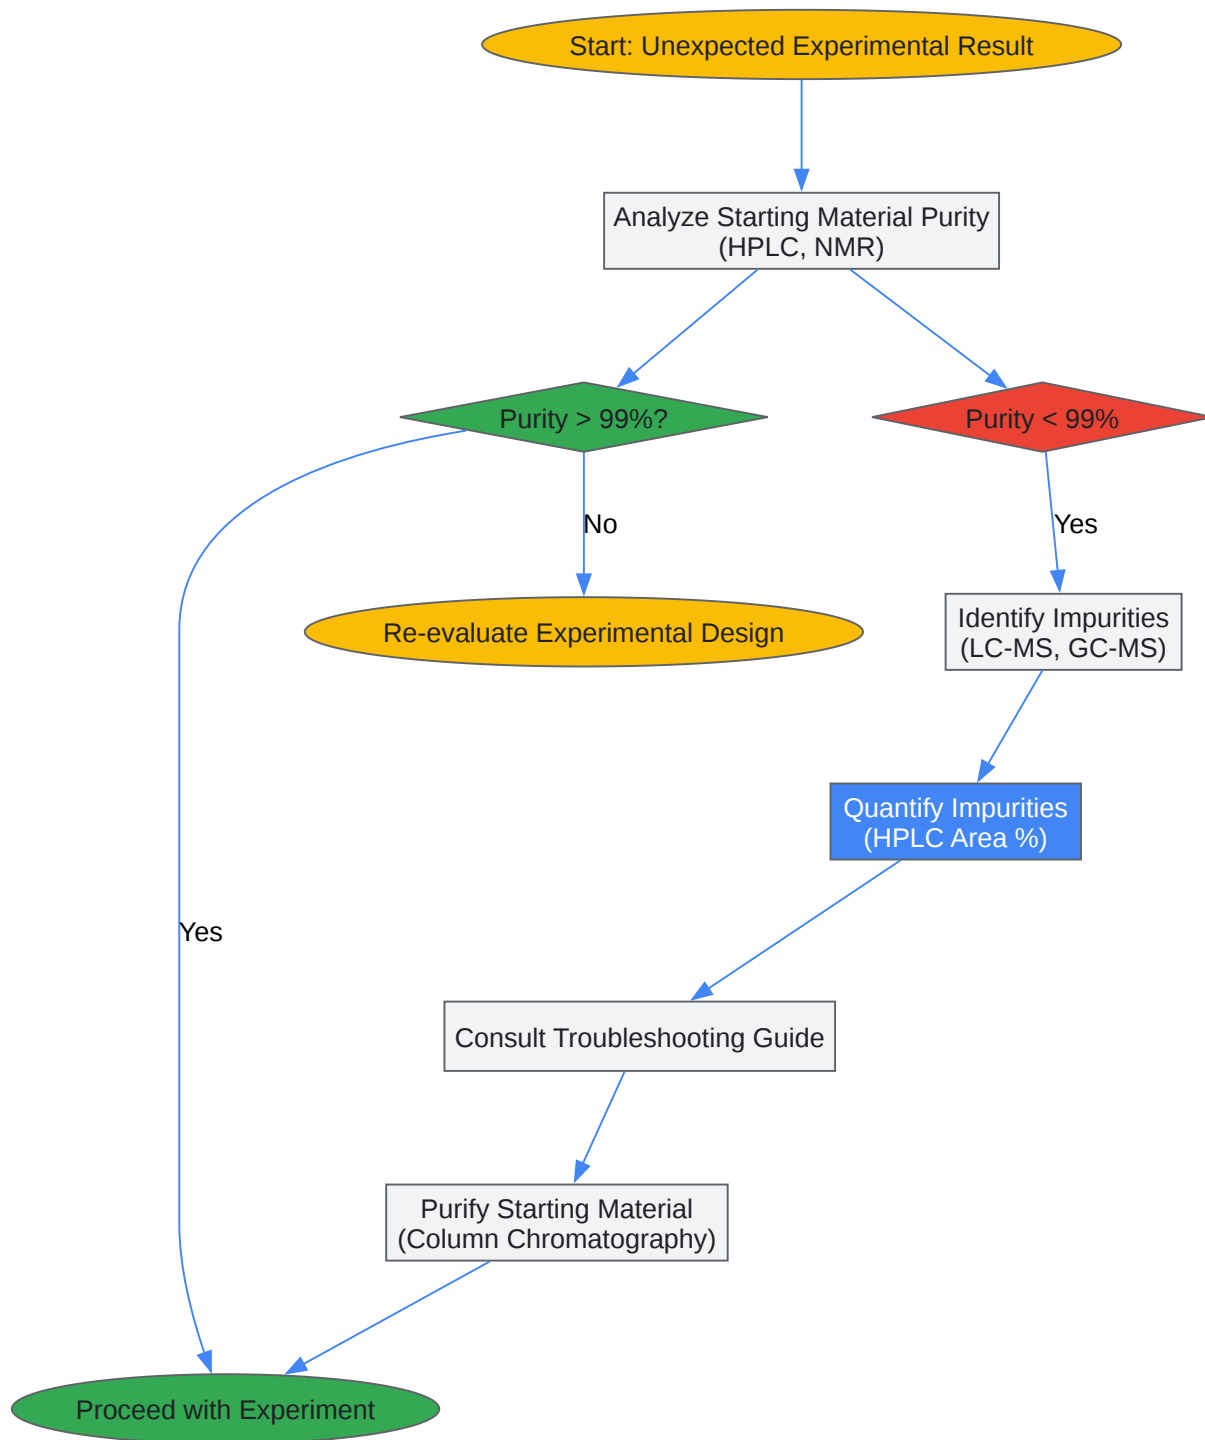 Start: Unexpected Experimental Result
Analyze Starting Material Purity
(HPLC, NMR)
Purity > 99%?
Purity < 99%
No
Yes
Re-evaluate Experimental Design
Identify Impurities
(LC-MS, GC-MS)
Quantify Impurities
(HPLC Area %)
Yes
Consult Troubleshooting Guide
Purify Starting Material
(Column Chromatography)
Proceed with Experiment